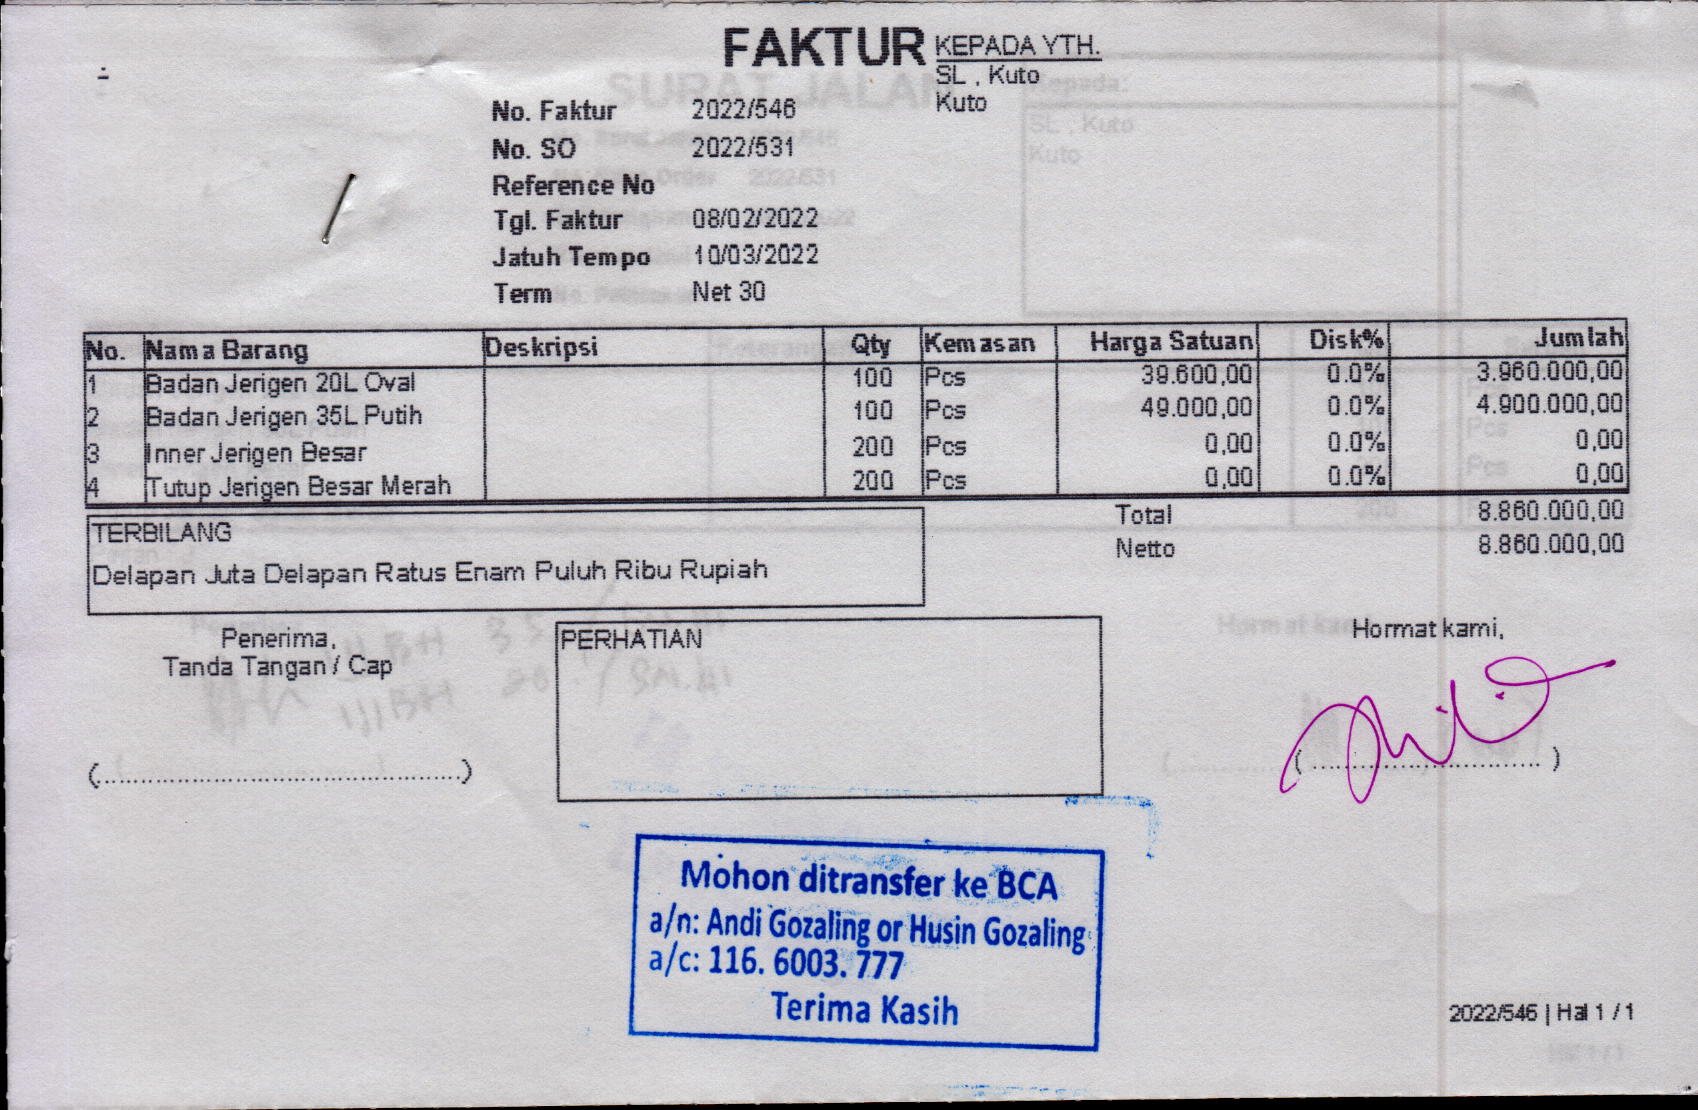 FAKTUR
KEPADA YTH.
SL , Kuto
Kuto
No. Faktur 2022/546
No. SO 2022/531
Reference No
Tgl. Faktur 08/02/2022
Jatuh Tempo 10/03/2022
Term Net 30
No. Nama Barang Deskripsi Qty Kemasan Harga Satuan Disk% Jumlah
1 Badan Jerigen 20L Oval 100 Pcs 39.600,00 0.0% 3.960.000,00
2 Badan Jerigen 35L Putih 100 Pcs 49.000,00 0.0% 4.900.000,00
3 Inner Jerigen Besar 200 Pcs 0,00 0.0% 0,00
4 Tutup Jerigen Besar Merah 200 Pcs 0,00 0.0% 0,00
Total 8.860.000,00
Netto 8.860.000,00
TERBILANG
Delapan Juta Delapan Ratus Enam Puluh Ribu Rupiah
Penerima,
Tanda Tangan / Cap
(................................................)
PERHATIAN
Hormat kami,
(..............................)
Mohon ditransfer ke BCA
a/n: Andi Gozaling or Husin Gozaling
a/c: 116. 6003. 777
Terima Kasih
2022/546 | Hal 1 / 1